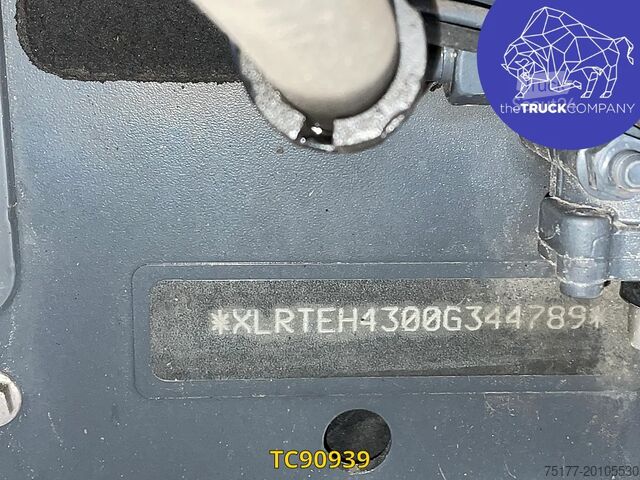 theTRUCKCOMPANY
*XLRTEH4300G344789*
TC90939
75177-20105530